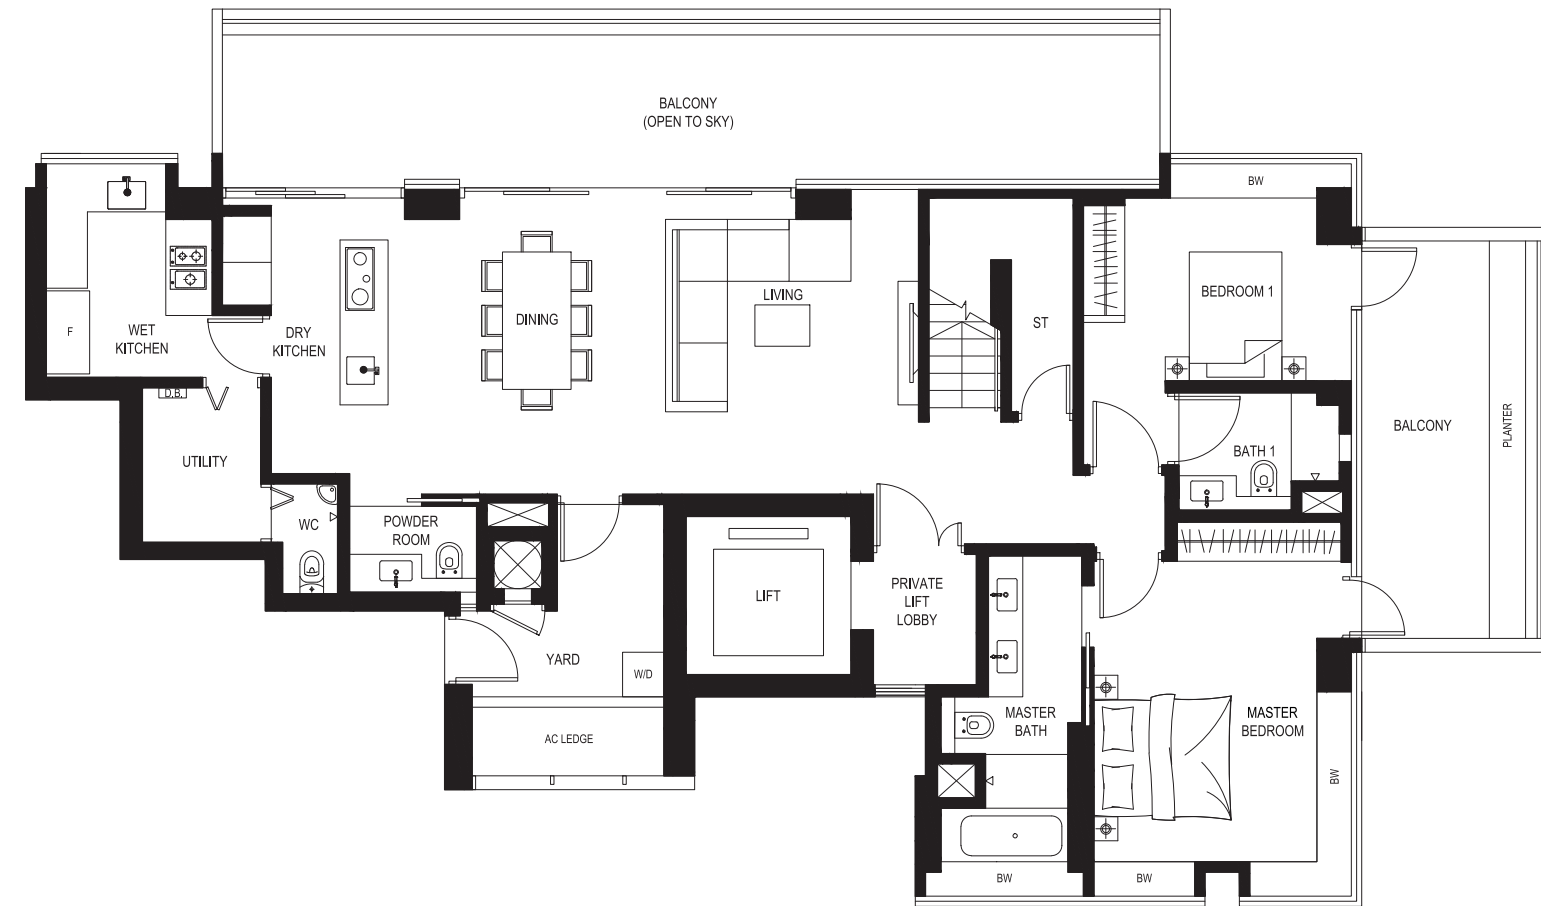 BALCONY
(OPEN TO SKY)
BW
BEDROOM 1
LIVING
F
WET
KITCHEN
DRY
KITCHEN
DINING
ST
D.B.
BALCONY
PLANTER
UTILITY
BATH 1
WC
POWDER
ROOM
LIFT
PRIVATE
LIFT
LOBBY
YARD
W/D
MASTER
BATH
MASTER
BEDROOM
AC LEDGE
BW
BW
BW